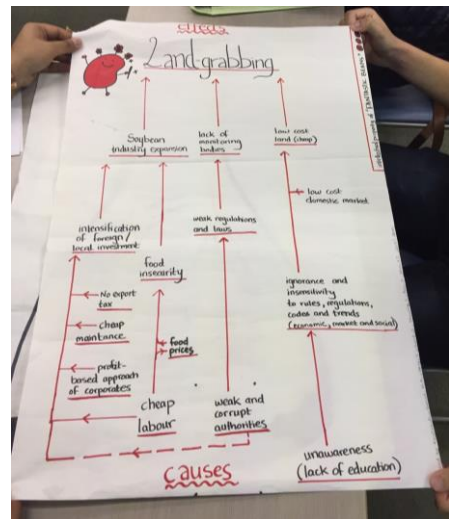 Land-grabbing
Soybean
industry expansion
lack of
monitoring
bodies
low cost
land (cheap)
low cost
domestic market
intensification
of foreign/
local investment
weak regulations
and laws
food
insecurity
ignorance and
insensitivity
to rules, regulations,
codes and trends
(economic, market and social)
No export
tax
cheap
maintance
food
prices
profit-
based approach
of corporates
cheap
labour
weak and
corrupt
authorities
unawareness
(lack of education)
causes